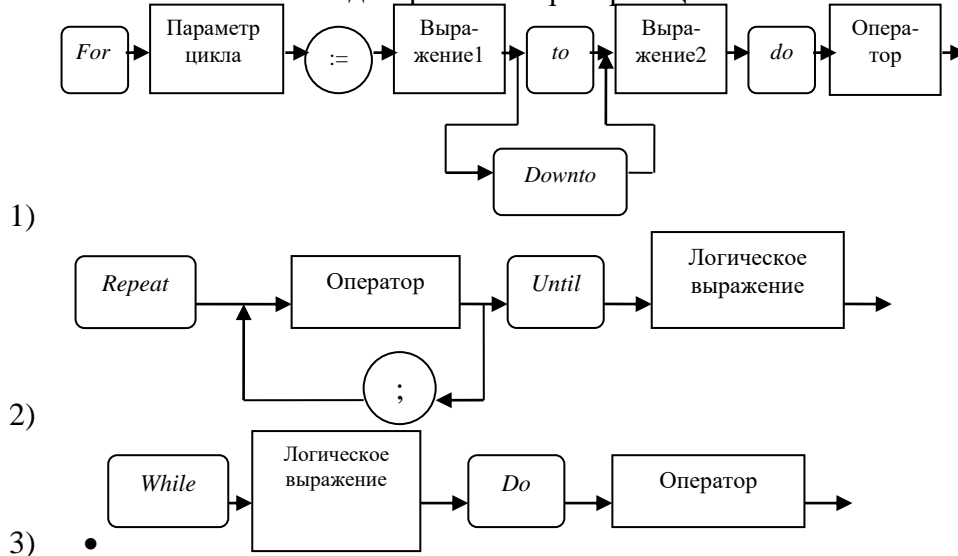 For Параметр цикла := Выра-жение1 to Выра-жение2 do Опера-тор
Downto
1)
Repeat Оператор Until Логическое выражение
;
2)
While Логическое выражение Do Оператор
3) •